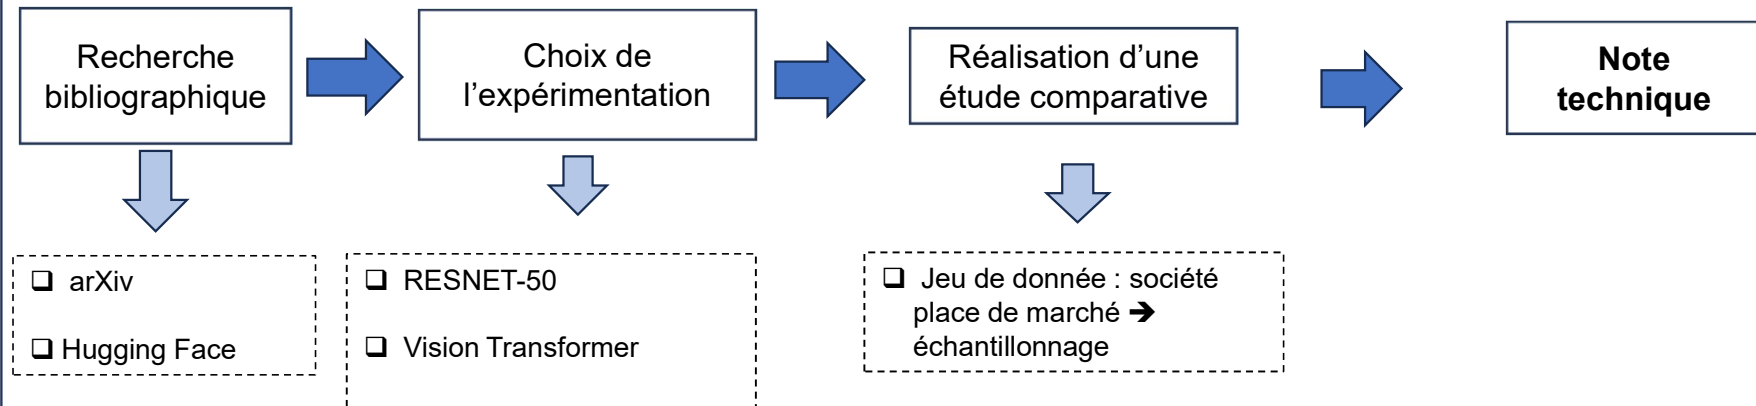 Recherche
bibliographique
Choix de
l'expérimentation
Réalisation d'une
étude comparative
Note
technique
❑ arXiv
❑ Hugging Face
❑ RESNET-50
❑ Vision Transformer
❑ Jeu de donnée : société
place de marché ➔
échantillonnage